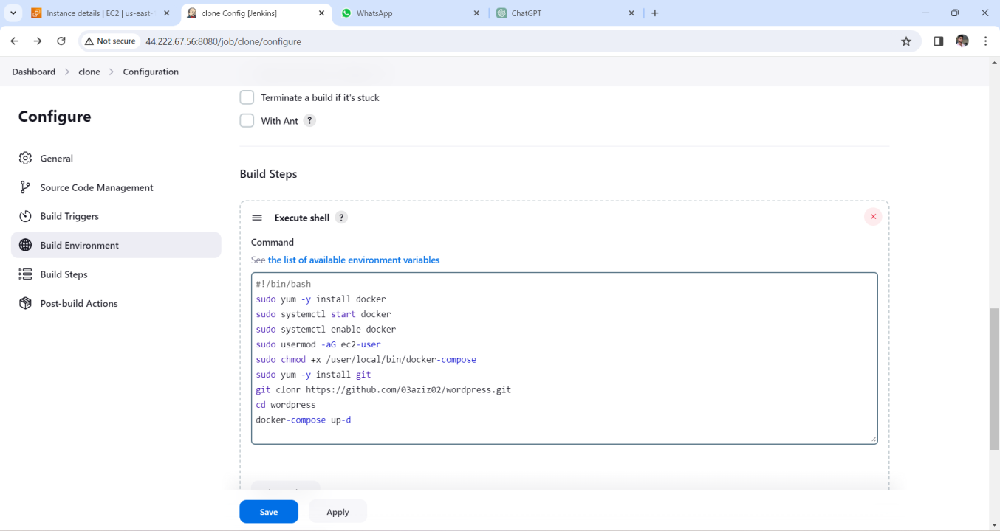 Instance details | EC2 | us-east-
clone Config [Jenkins]
WhatsApp
ChatGPT
Not secure
44.222.67.56:8080/job/clone/configure
Dashboard
clone
Configuration
Configure
General
Source Code Management
Build Triggers
Build Environment
Build Steps
Post-build Actions
Terminate a build if it's stuck
With Ant ?
Build Steps
Execute shell ?
Command
See the list of available environment variables
#!/bin/bash
sudo yum -y install docker
sudo systemctl start docker
sudo systemctl enable docker
sudo usermod -aG ec2-user
sudo chmod +x /user/local/bin/docker-compose
sudo yum -y install git
git clonr https://github.com/03aziz02/wordpress.git
cd wordpress
docker-compose up-d
Save
Apply